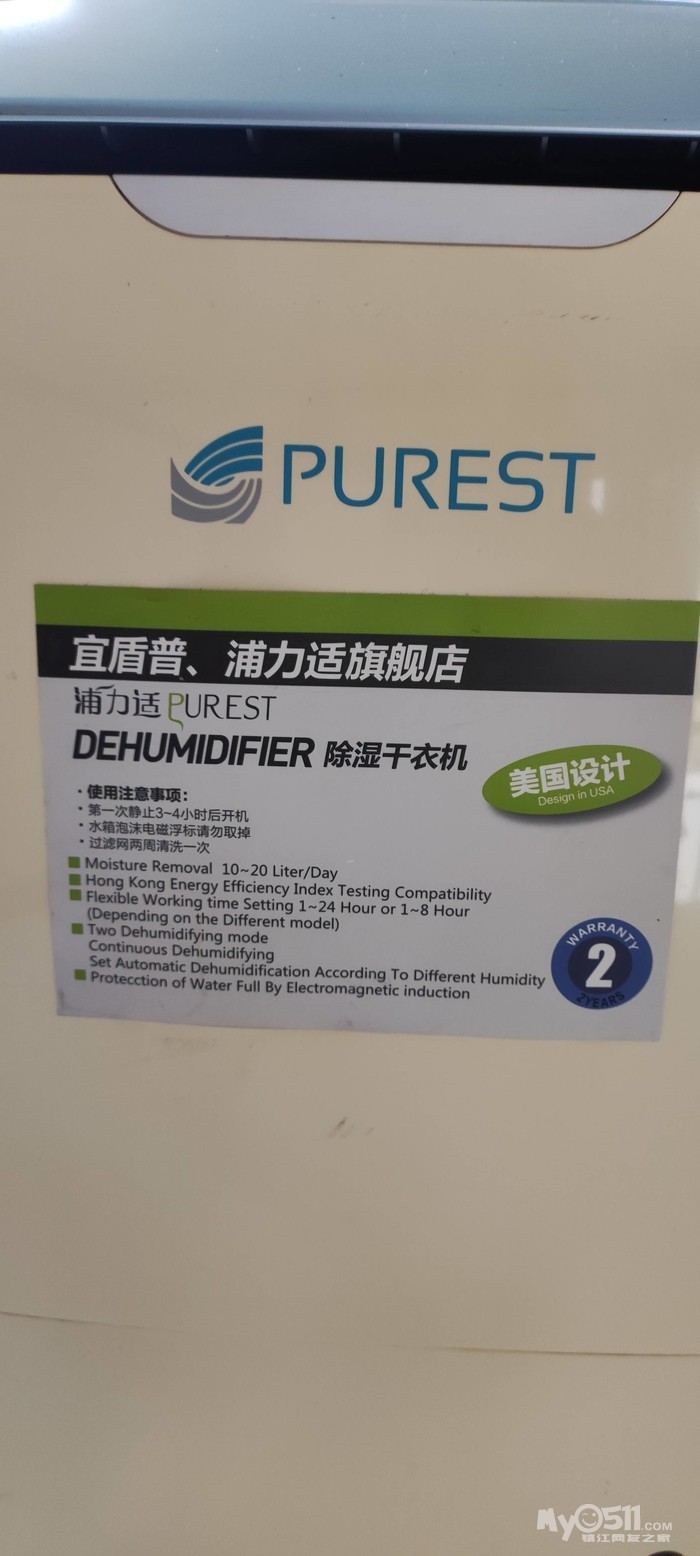 PUREST
宜盾普、浦力适旗舰店
浦力适 PUREST
DEHUMIDIFIER 除湿干衣机
美国设计
Design in USA
· 使用注意事项:
· 第一次静止3~4小时后开机
· 水箱泡沫电磁浮标请勿取掉
· 过滤网两周清洗一次
Moisture Removal 10~20 Liter/Day
Hong Kong Energy Efficiency Index Testing Compatibility
Flexible Working time Setting 1~24 Hour or 1~8 Hour
(Depending on the Different model)
Two Dehumidifying mode
Continuous Dehumidifying
Set Automatic Dehumidification According To Different Humidity
Protecction of Water Full By Electromagnetic induction
WARRANTY
2
2YEARS
My0511.COM
镇江网友之家